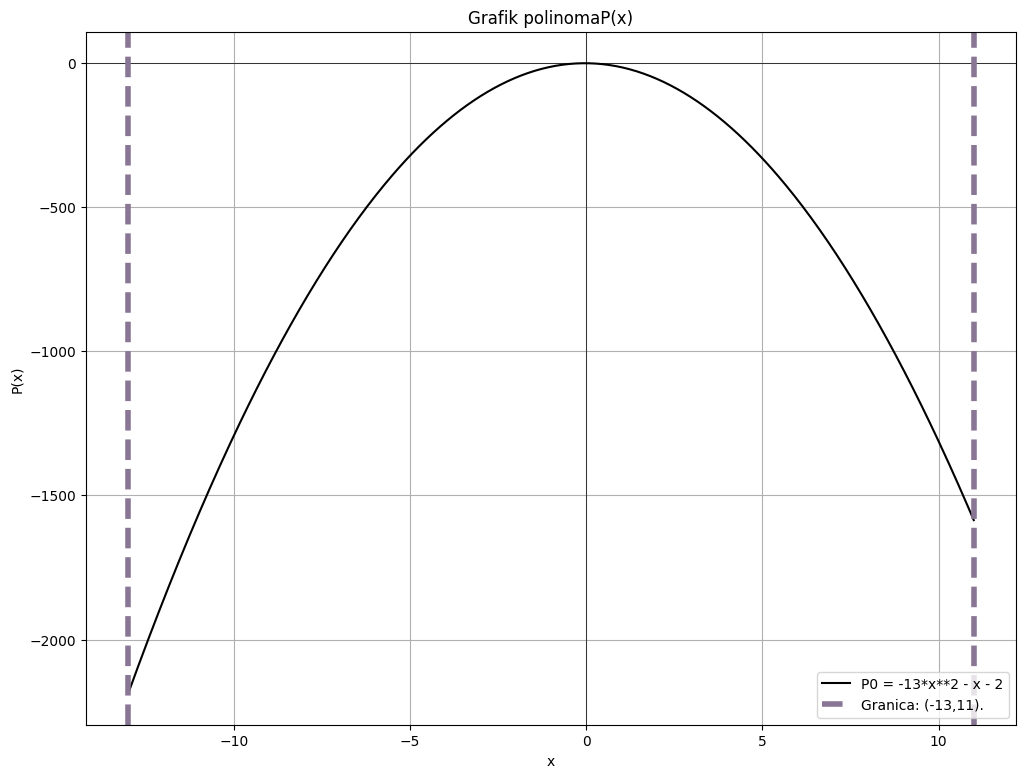 Grafik polinomaP(x)
0
−500
−1000
−1500
−2000
P(x)
−10
−5
0
5
10
x
P0 = -13*x**2 - x - 2
Granica: (-13,11).